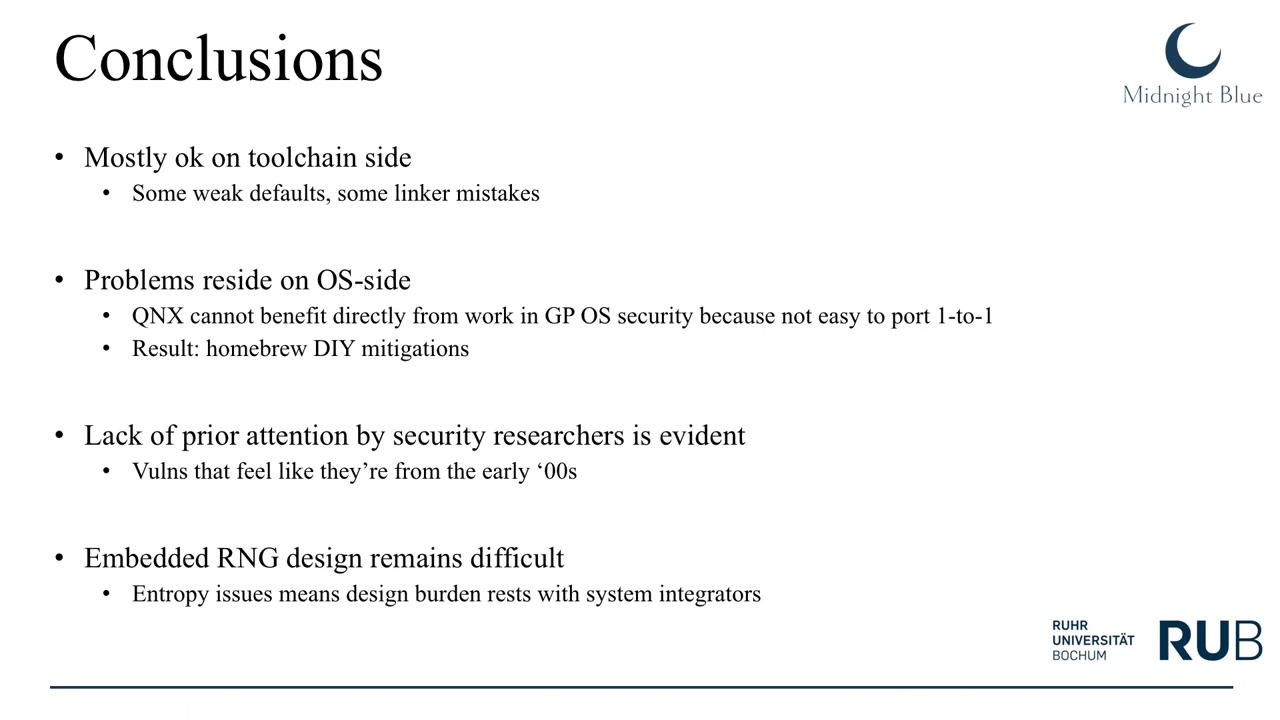 Conclusions
Midnight Blue
• Mostly ok on toolchain side
• Some weak defaults, some linker mistakes
• Problems reside on OS-side
• QNX cannot benefit directly from work in GP OS security because not easy to port 1-to-1
• Result: homebrew DIY mitigations
• Lack of prior attention by security researchers is evident
• Vulns that feel like they’re from the early ‘00s
• Embedded RNG design remains difficult
• Entropy issues means design burden rests with system integrators
RUHR
UNIVERSITÄT
BOCHUM
RUB